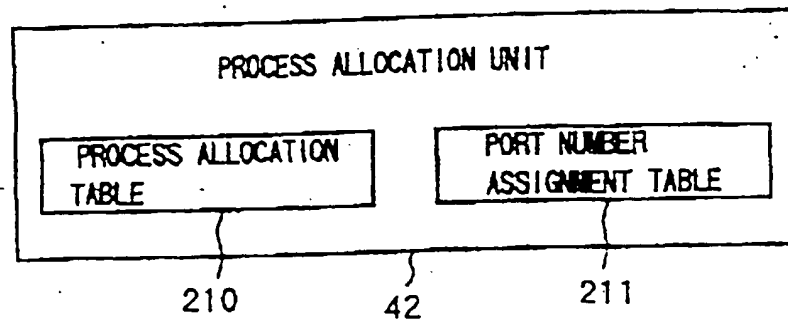 PROCESS ALLOCATION UNIT
PROCESS ALLOCATION
TABLE
PORT NUMBER
ASSIGNMENT TABLE
210
42
211